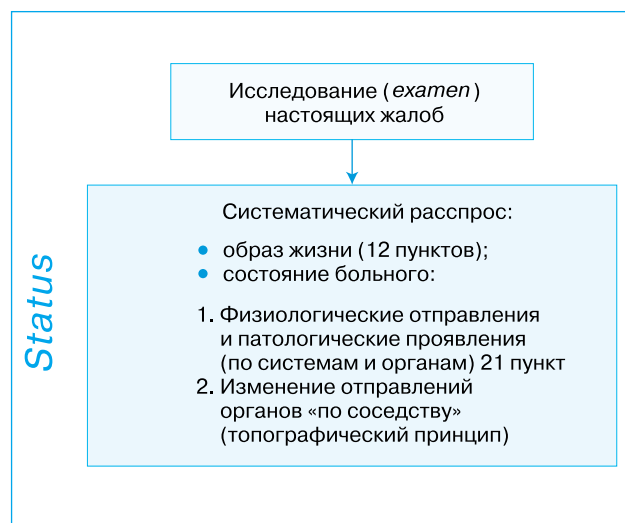 Исследование (examen)
настоящих жалоб
Систематический расспрос:
• образ жизни (12 пунктов);
• состояние больного:
1. Физиологические отправления
и патологические проявления
(по системам и органам) 21 пункт
2. Изменение отправлений
органов «по соседству»
(топографический принцип)
Status